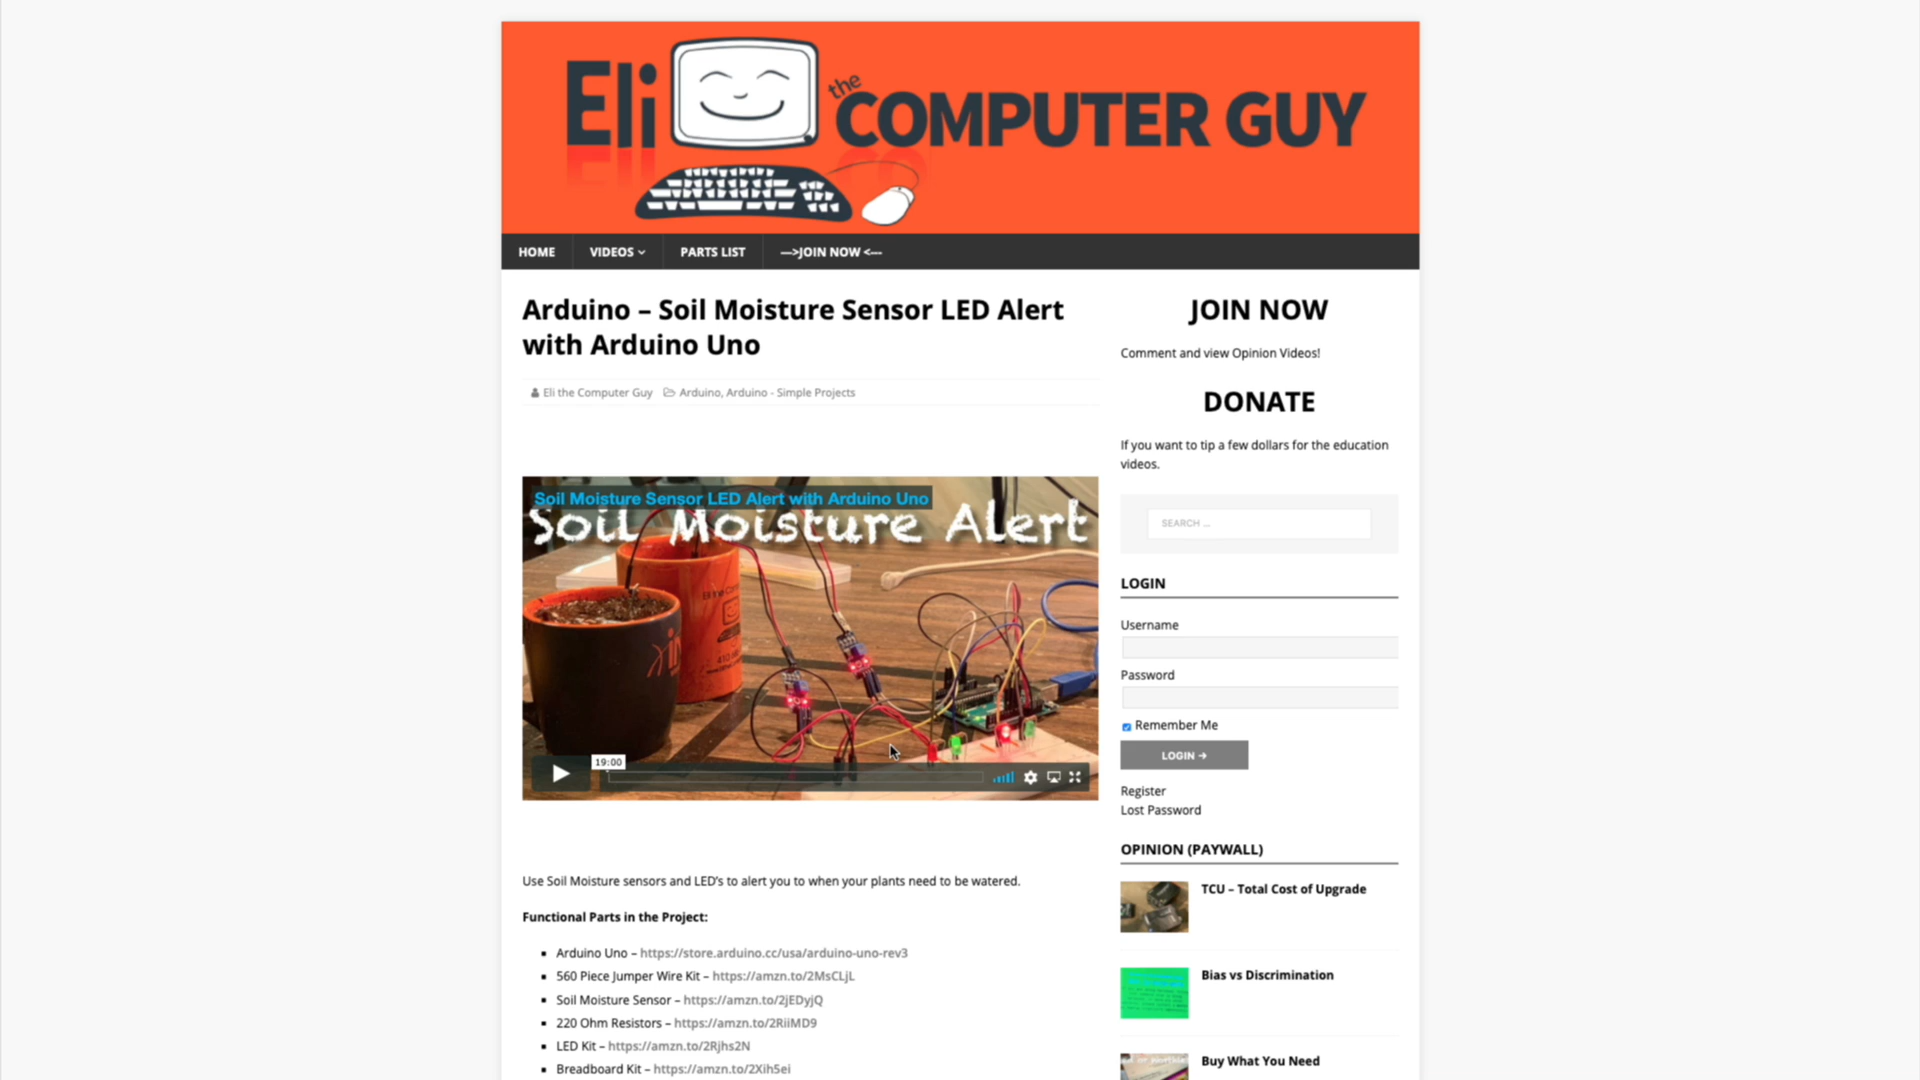 Eli the COMPUTER GUY
HOME
VIDEOS
PARTS LIST
--->JOIN NOW <---
Arduino – Soil Moisture Sensor LED Alert
with Arduino Uno
Eli the Computer Guy
Arduino, Arduino - Simple Projects
Soil Moisture Sensor LED Alert with Arduino Uno
Soil Moisture Alert
19:00
Use Soil Moisture sensors and LED's to alert you to when your plants need to be watered.
Functional Parts in the Project:
Arduino Uno – https://store.arduino.cc/usa/arduino-uno-rev3
560 Piece Jumper Wire Kit – https://amzn.to/2MsCLjL
Soil Moisture Sensor – https://amzn.to/2jEDyjQ
220 Ohm Resistors – https://amzn.to/2RiiMD9
LED Kit – https://amzn.to/2Rjhs2N
Breadboard Kit – https://amzn.to/2Xih5ei
JOIN NOW
Comment and view Opinion Videos!
DONATE
If you want to tip a few dollars for the education
videos.
SEARCH ...
LOGIN
Username
Password
Remember Me
LOGIN →
Register
Lost Password
OPINION (PAYWALL)
TCU – Total Cost of Upgrade
Bias vs Discrimination
Buy What You Need